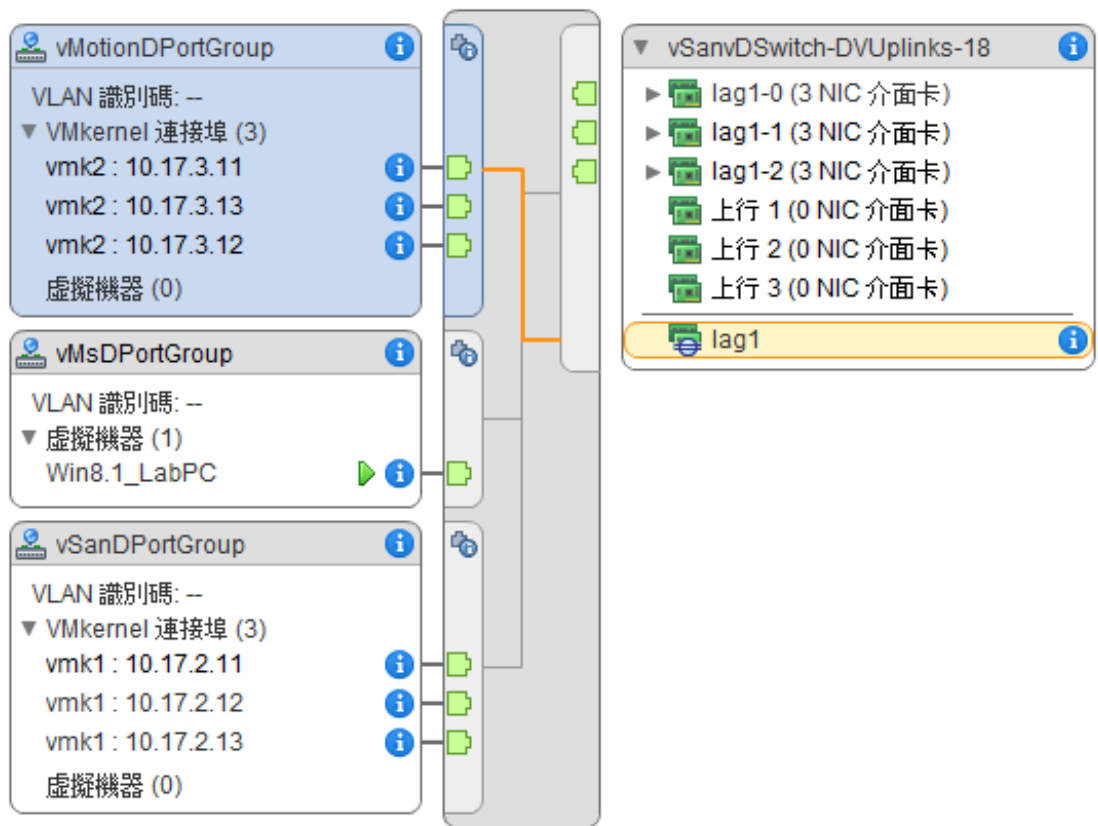 vMotionDPortGroup
VLAN 識別碼: --
VMkernel 連接埠 (3)
vmk2 : 10.17.3.11
vmk2 : 10.17.3.13
vmk2 : 10.17.3.12
虛擬機器 (0)
vMsDPortGroup
VLAN 識別碼: --
虛擬機器 (1)
Win8.1_LabPC
vSanDPortGroup
VLAN 識別碼: --
VMkernel 連接埠 (3)
vmk1 : 10.17.2.11
vmk1 : 10.17.2.12
vmk1 : 10.17.2.13
虛擬機器 (0)
vSanvDSwitch-DVUplinks-18
lag1-0 (3 NIC 介面卡)
lag1-1 (3 NIC 介面卡)
lag1-2 (3 NIC 介面卡)
上行 1 (0 NIC 介面卡)
上行 2 (0 NIC 介面卡)
上行 3 (0 NIC 介面卡)
lag1